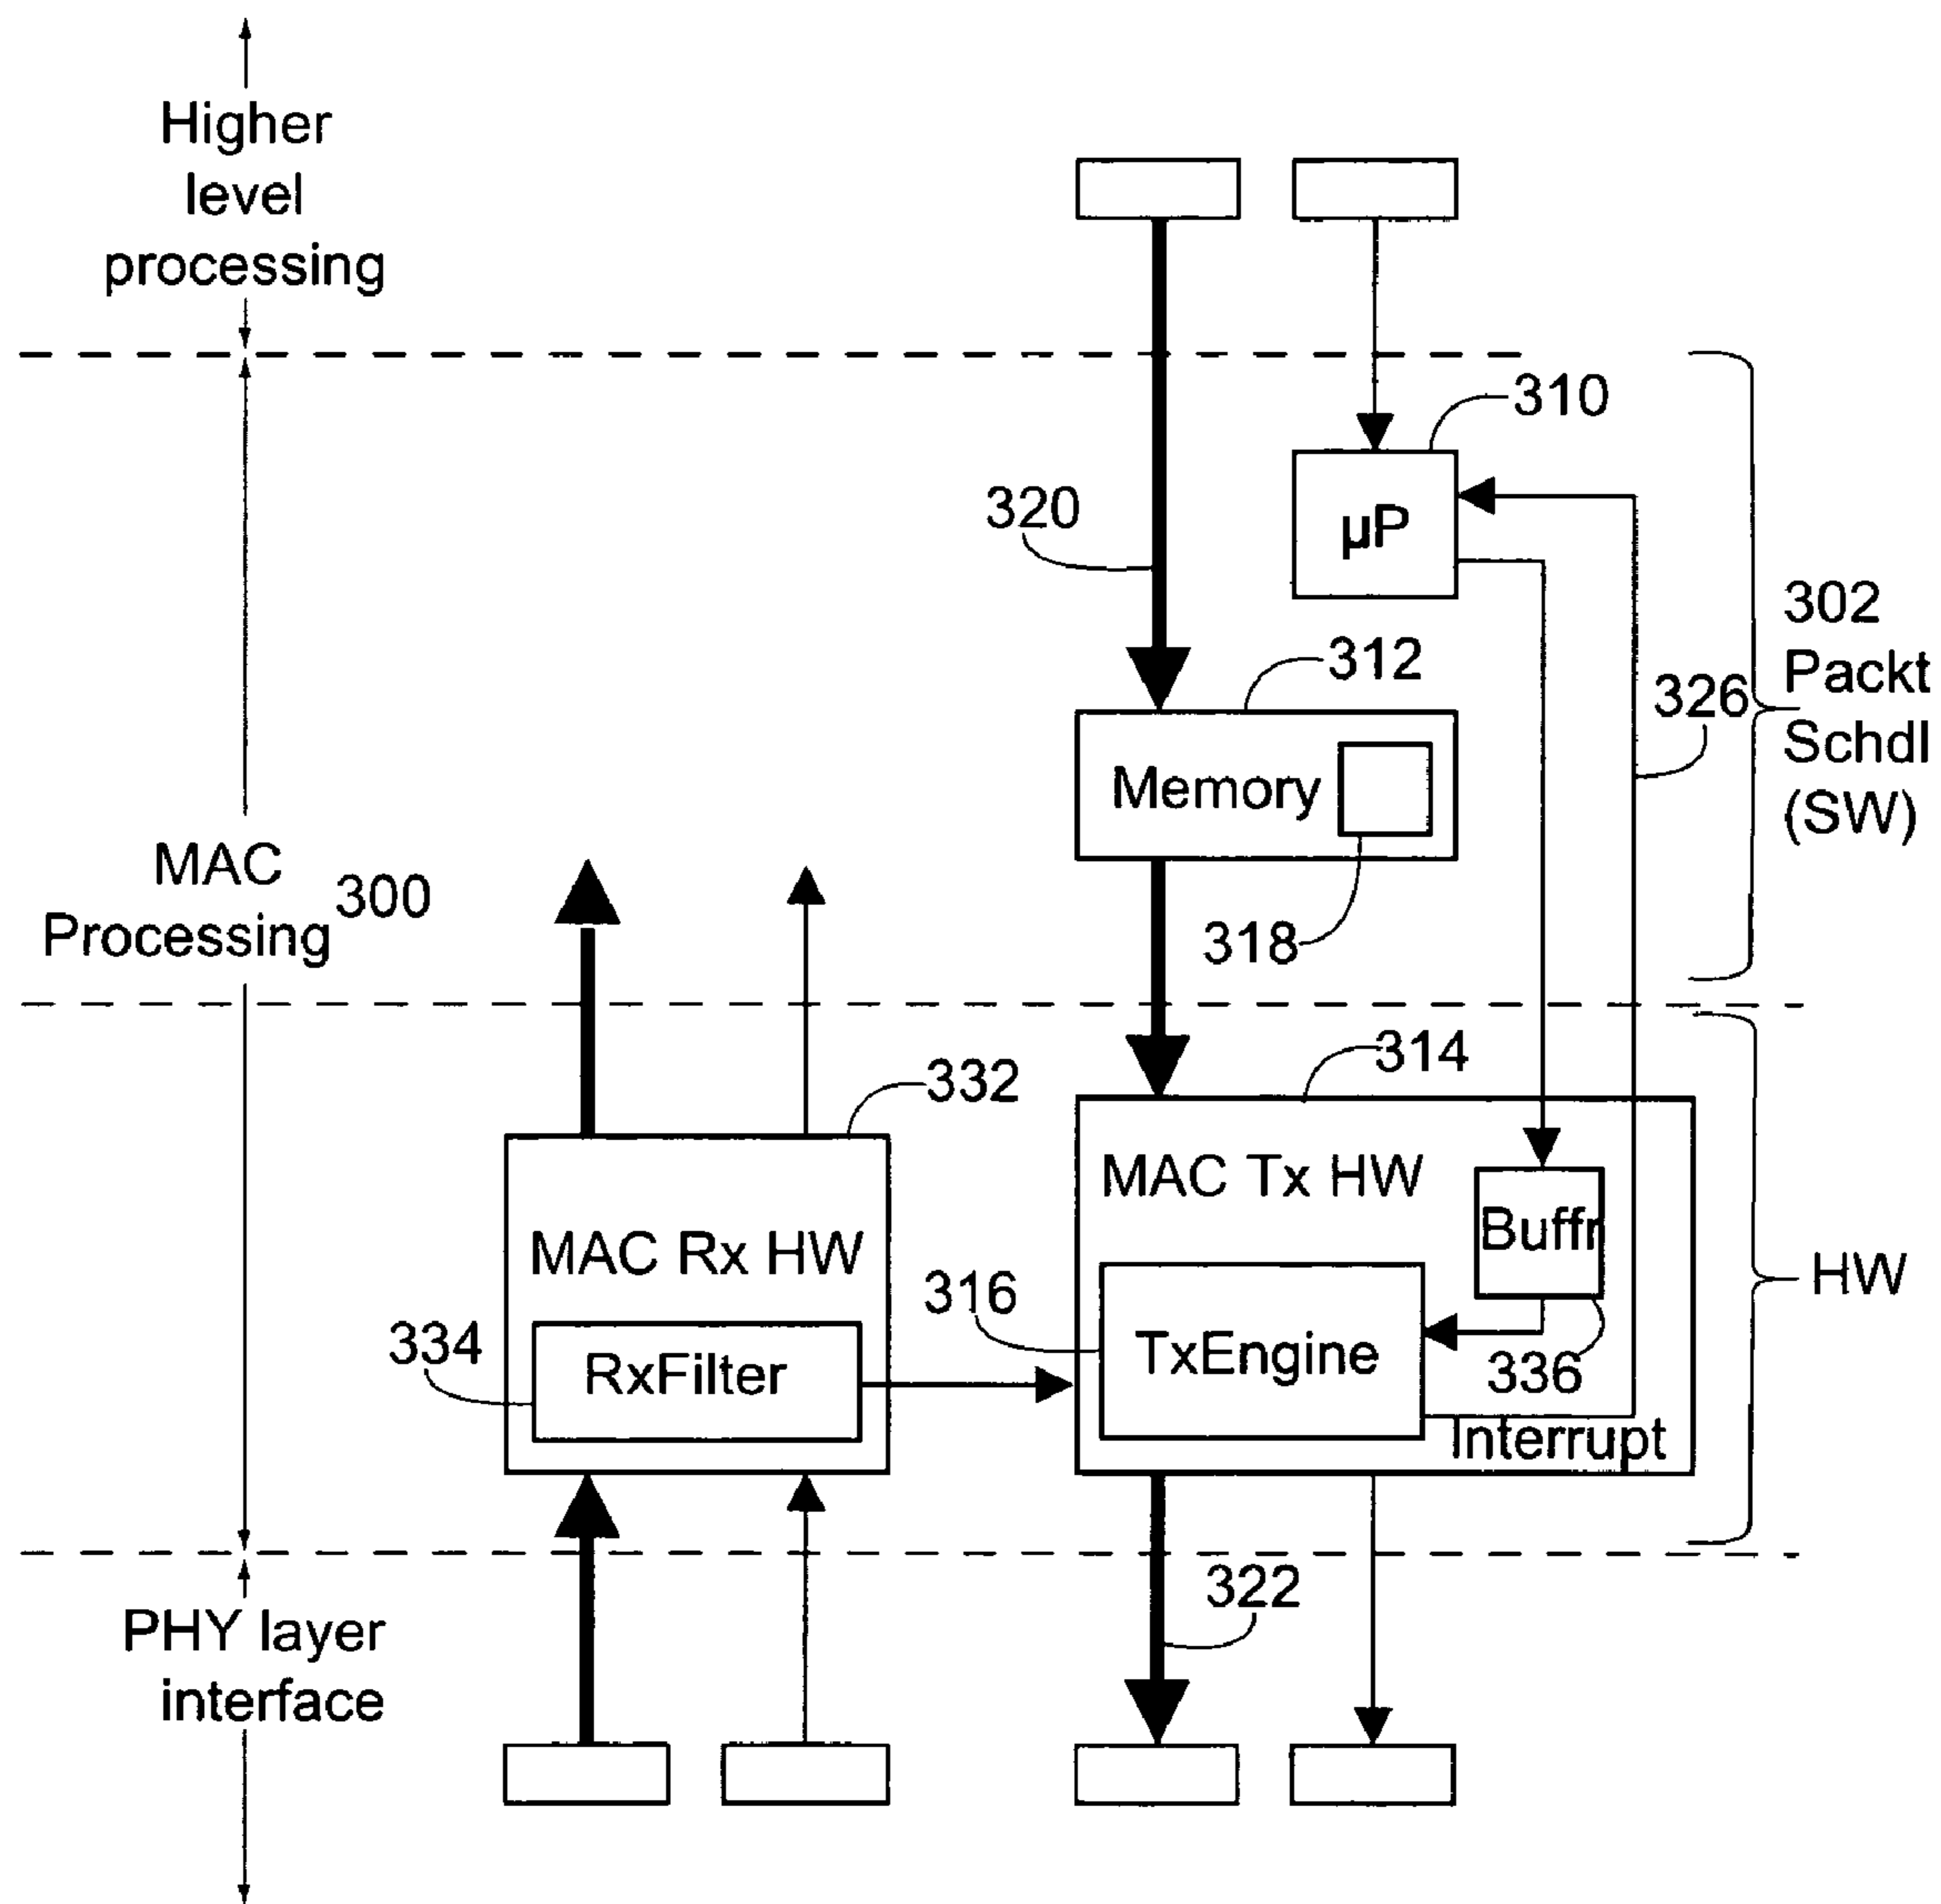 Higher
level
processing
310
320
µP
302
Packt
Schdl
(SW)
312
326
Memory
318
MAC
Processing
300
314
332
MAC Tx HW
Buffr
MAC Rx HW
HW
316
334
TxEngine
RxFilter
336
Interrupt
322
PHY layer
interface